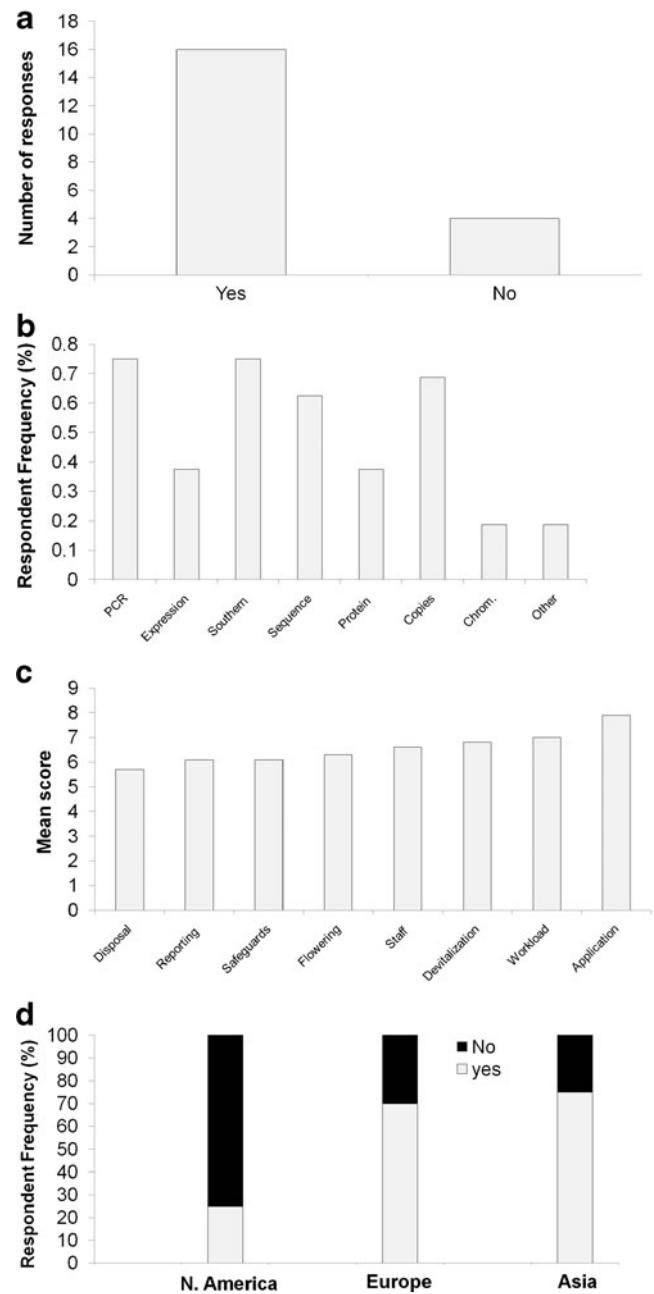 a
Number of responses
18
16
14
12
10
8
6
4
2
0
Yes
No
b
Respondent Frequency (%)
0.8
0.7
0.6
0.5
0.4
0.3
0.2
0.1
0
PCR
Expression
Southern
Sequence
Protein
Copies
Chrom.
Other
c
Mean score
9
8
7
6
5
4
3
2
1
0
Disposal
Reporting
Safeguards
Flowering
Staff
Devitalization
Workload
Application
d
Respondent Frequency (%)
100
90
80
70
60
50
40
30
20
10
0
No
yes
N. America
Europe
Asia